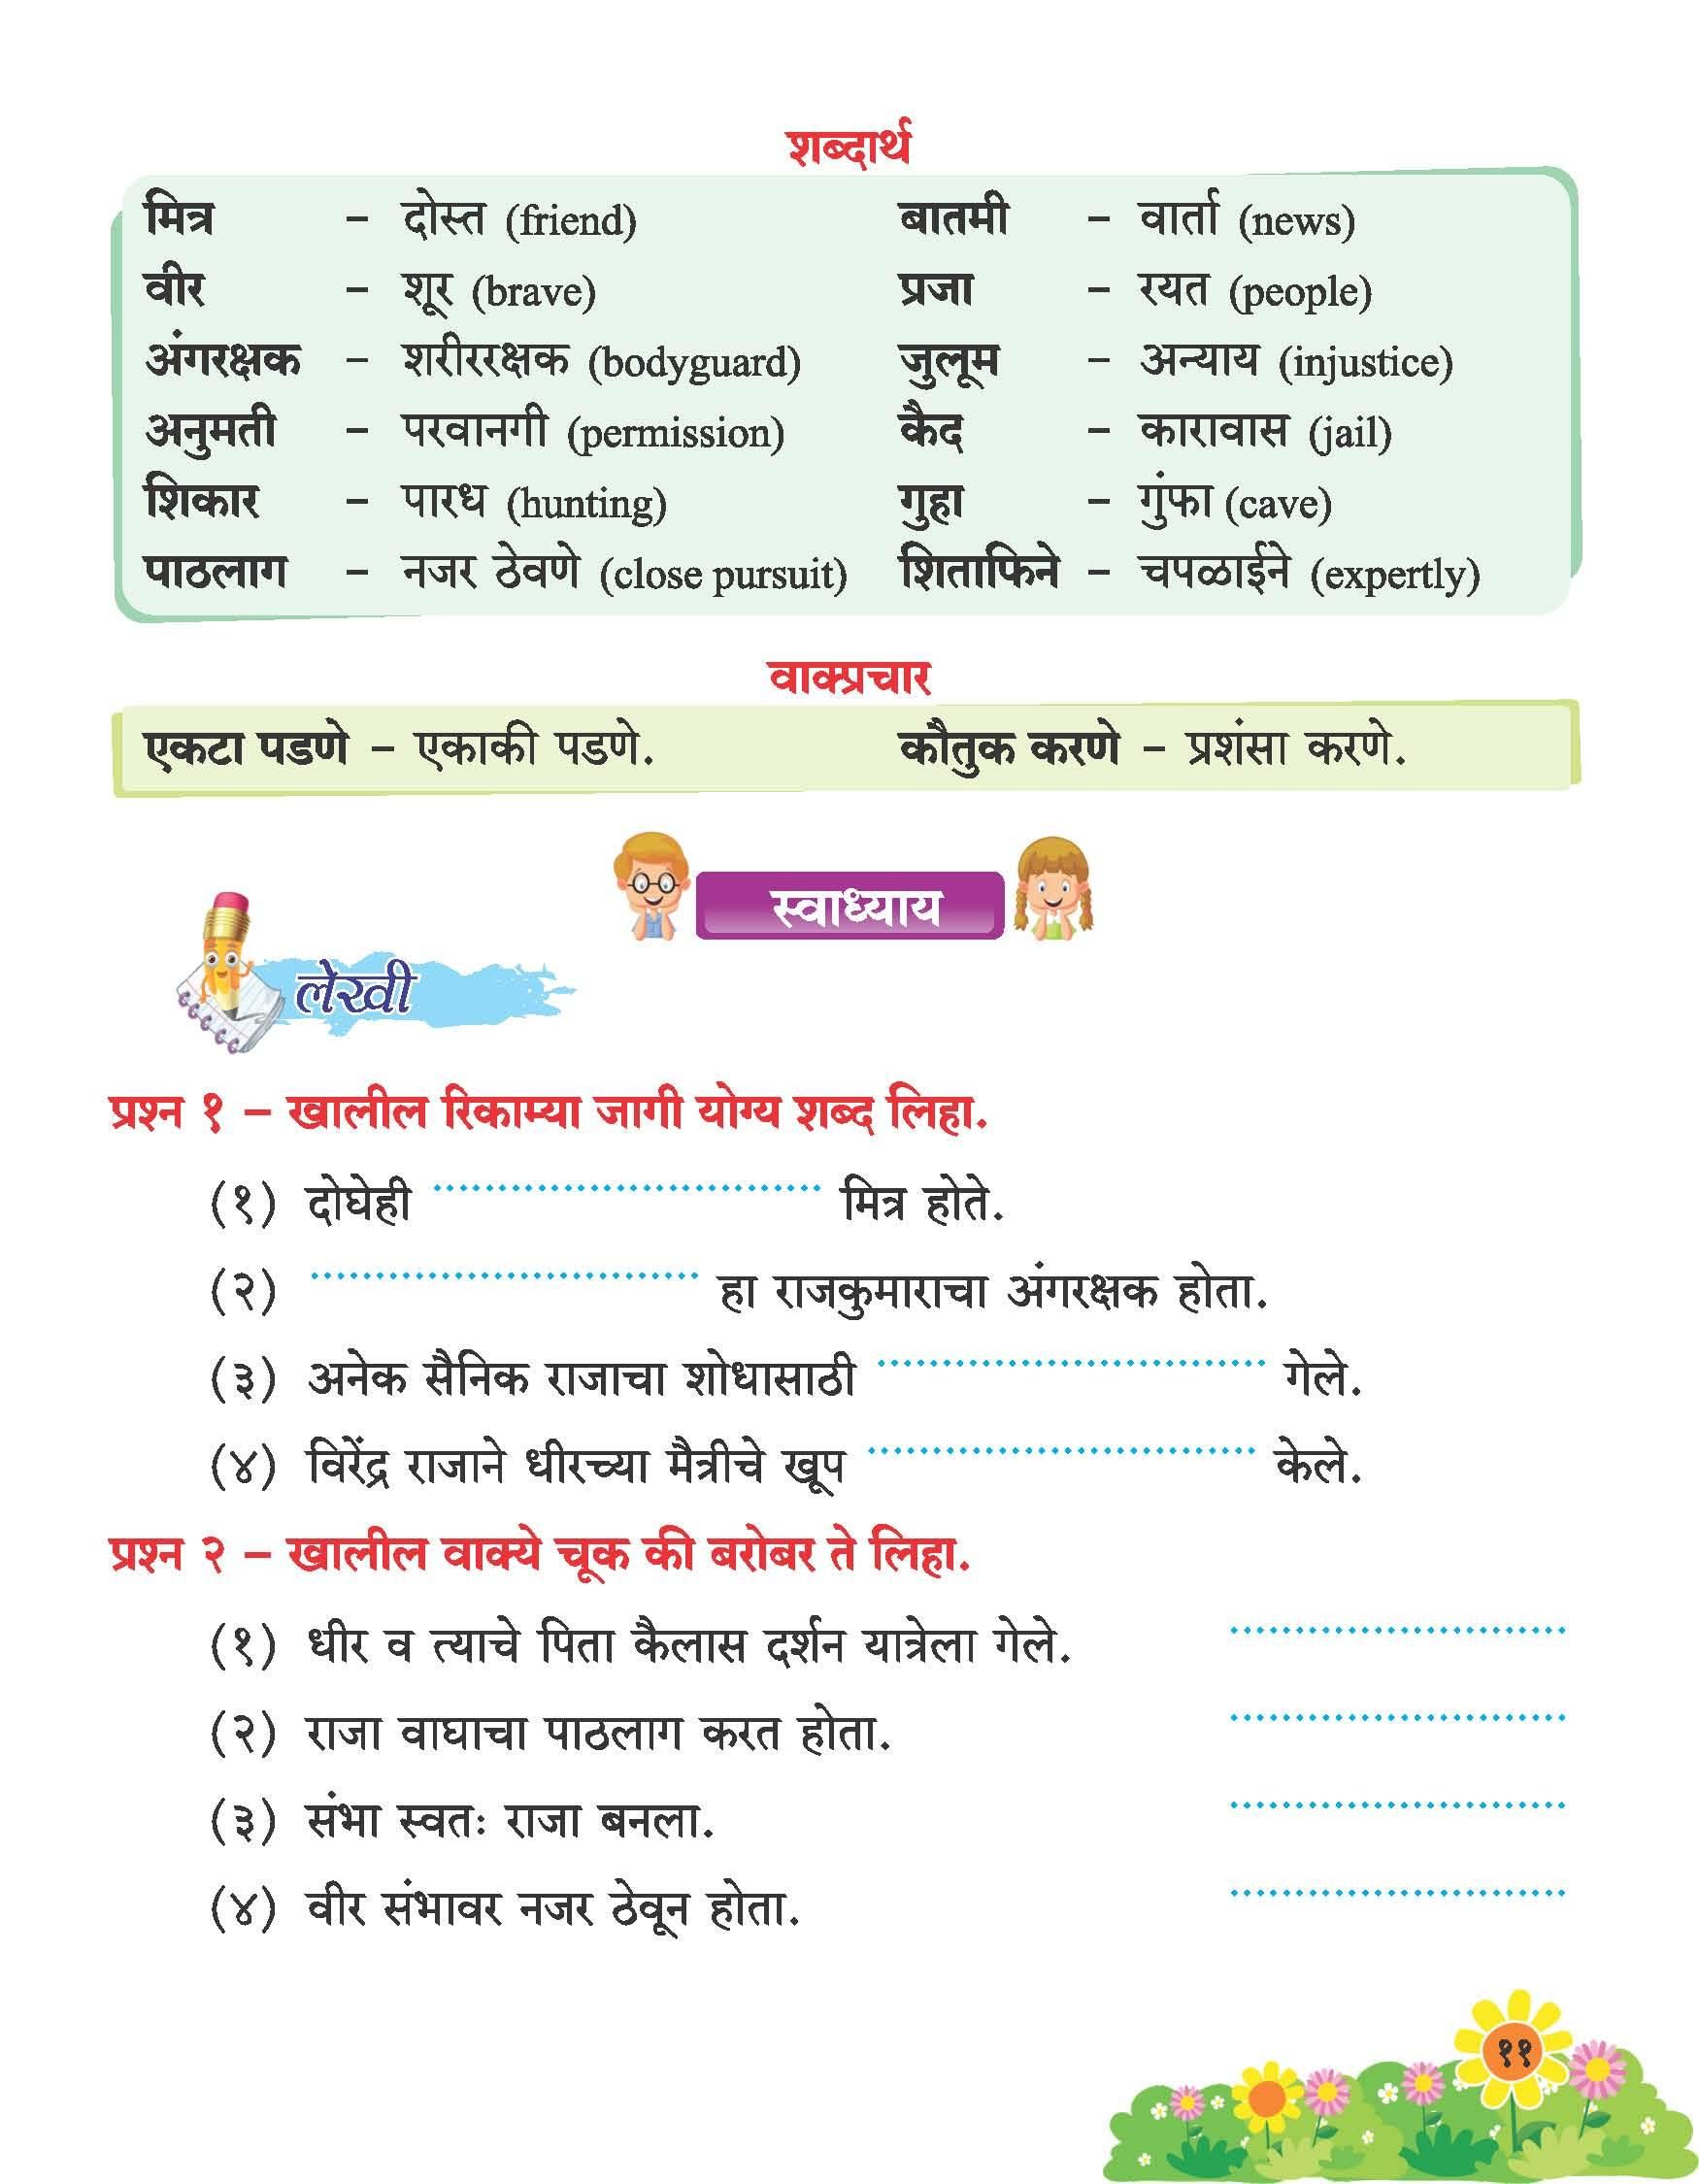 शब्दार्थ
मित्र – दोस्त (friend) बातमी – वार्ता (news)
वीर – शूर (brave) प्रजा – रयत (people)
अंगरक्षक – शरीररक्षक (bodyguard) जुलूम – अन्याय (injustice)
अनुमती – परवानगी (permission) कैद – कारावास (jail)
शिकार – पारध (hunting) गुहा – गुंफा (cave)
पाठलाग – नजर ठेवणे (close pursuit) शिताफिने – चपळाईने (expertly)
वाक्प्रचार
एकटा पडणे – एकाकी पडणे. कौतुक करणे – प्रशंसा करणे.
स्वाध्याय
लेखी
प्रश्न १ – खालील रिकाम्या जागी योग्य शब्द लिहा.
(१) दोघेही .............................. मित्र होते.
(२) .............................. हा राजकुमाराचा अंगरक्षक होता.
(३) अनेक सैनिक राजाचा शोधासाठी .............................. गेले.
(४) विरेंद्र राजाने धीरच्या मैत्रीचे खूप .............................. केले.
प्रश्न २ – खालील वाक्ये चूक की बरोबर ते लिहा.
(१) धीर व त्याचे पिता कैलास दर्शन यात्रेला गेले. ..........................
(२) राजा वाघाचा पाठलाग करत होता. ..........................
(३) संभा स्वतः राजा बनला. ..........................
(४) वीर संभावर नजर ठेवून होता. ..........................
११